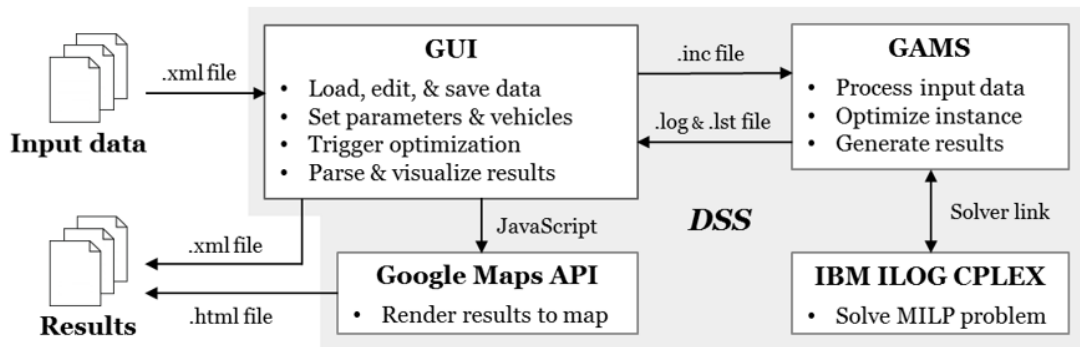 Input data
.xml file
GUI
• Load, edit, & save data
• Set parameters & vehicles
• Trigger optimization
• Parse & visualize results
.inc file
.log & .lst file
GAMS
• Process input data
• Optimize instance
• Generate results
DSS
Solver link
JavaScript
.xml file
Google Maps API
• Render results to map
IBM ILOG CPLEX
• Solve MILP problem
.html file
Results